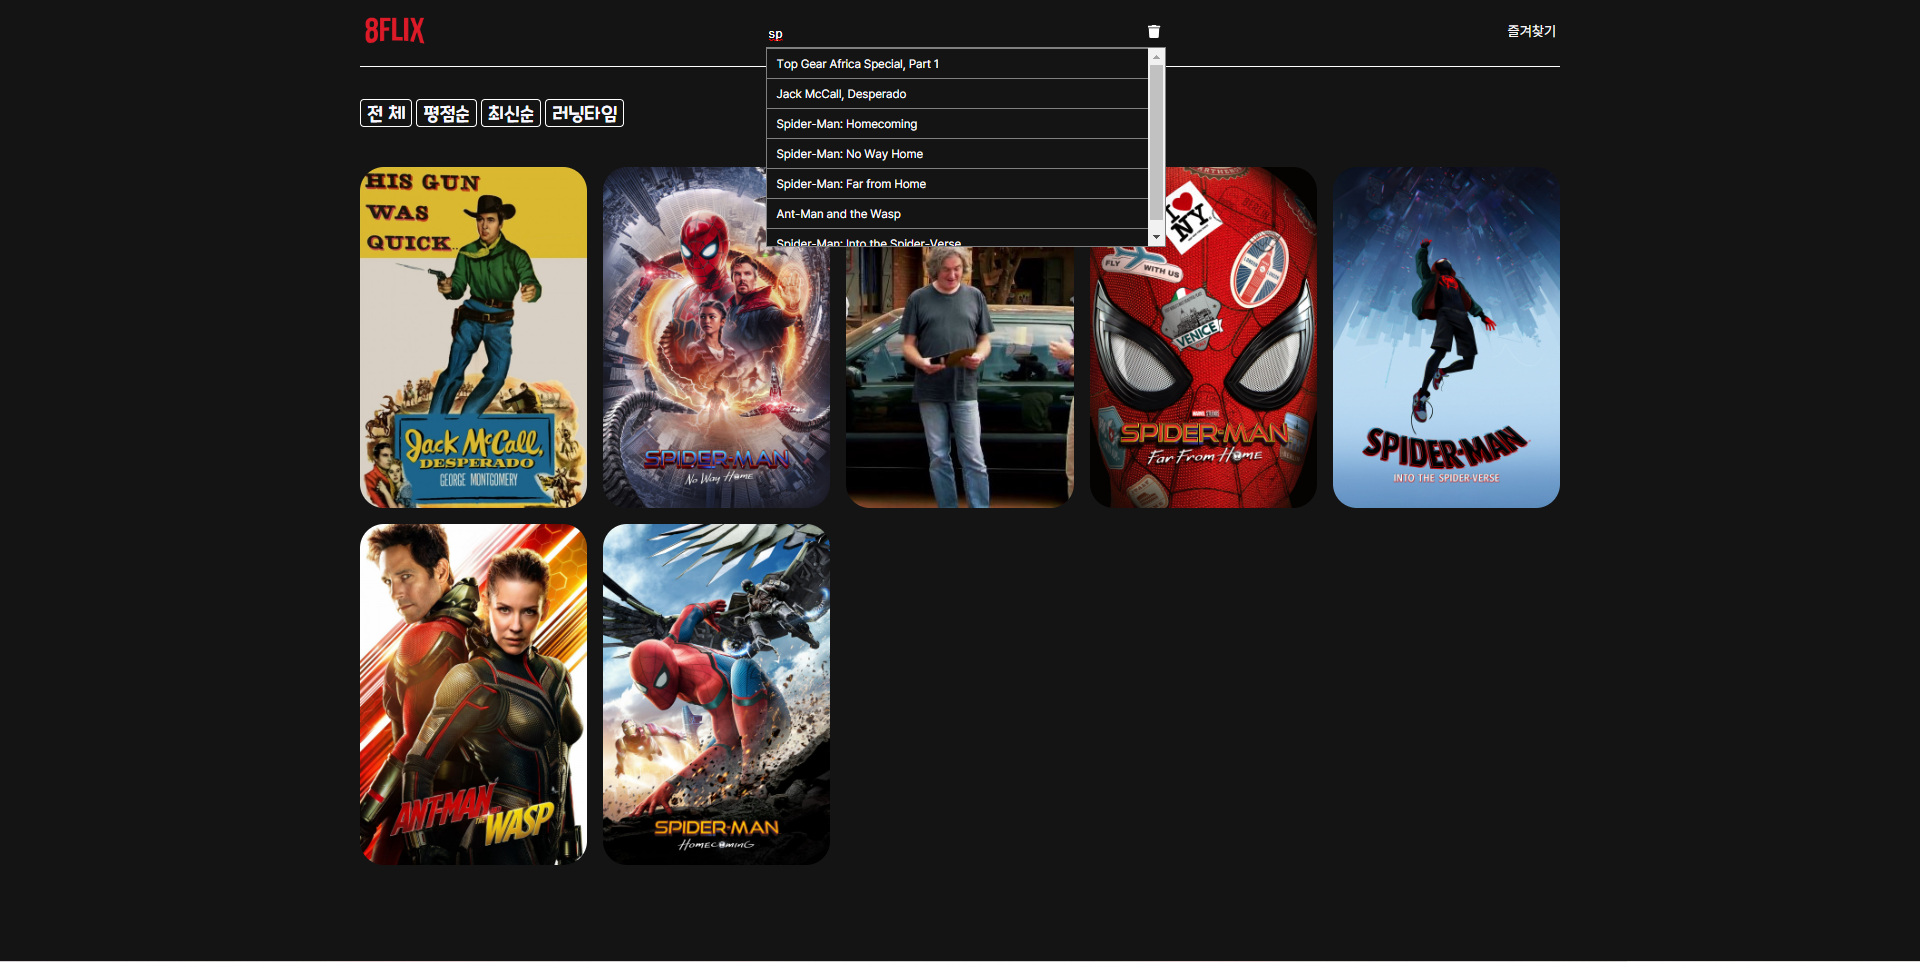 8FLIX
sp
즐겨찾기
Top Gear Africa Special, Part 1
Jack McCall, Desperado
Spider-Man: Homecoming
Spider-Man: No Way Home
Spider-Man: Far from Home
Ant-Man and the Wasp
Spider-Man: Into the Spider-Verse
전 체
평점순
최신순
러닝타임
HIS GUN
WAS
QUICK..
Jack McCall,
DESPERADO
GEORGE MONTGOMERY
SPIDER-MAN
No Way Home
I
NY
FLY WITH US
LONDON
VENICE
MARVEL STUDIOS
SPIDER-MAN
Far From Home
SPIDER-MAN
INTO THE SPIDER-VERSE
ANT-MAN
AND THE
WASP
SPIDER-MAN
HOMECOMING